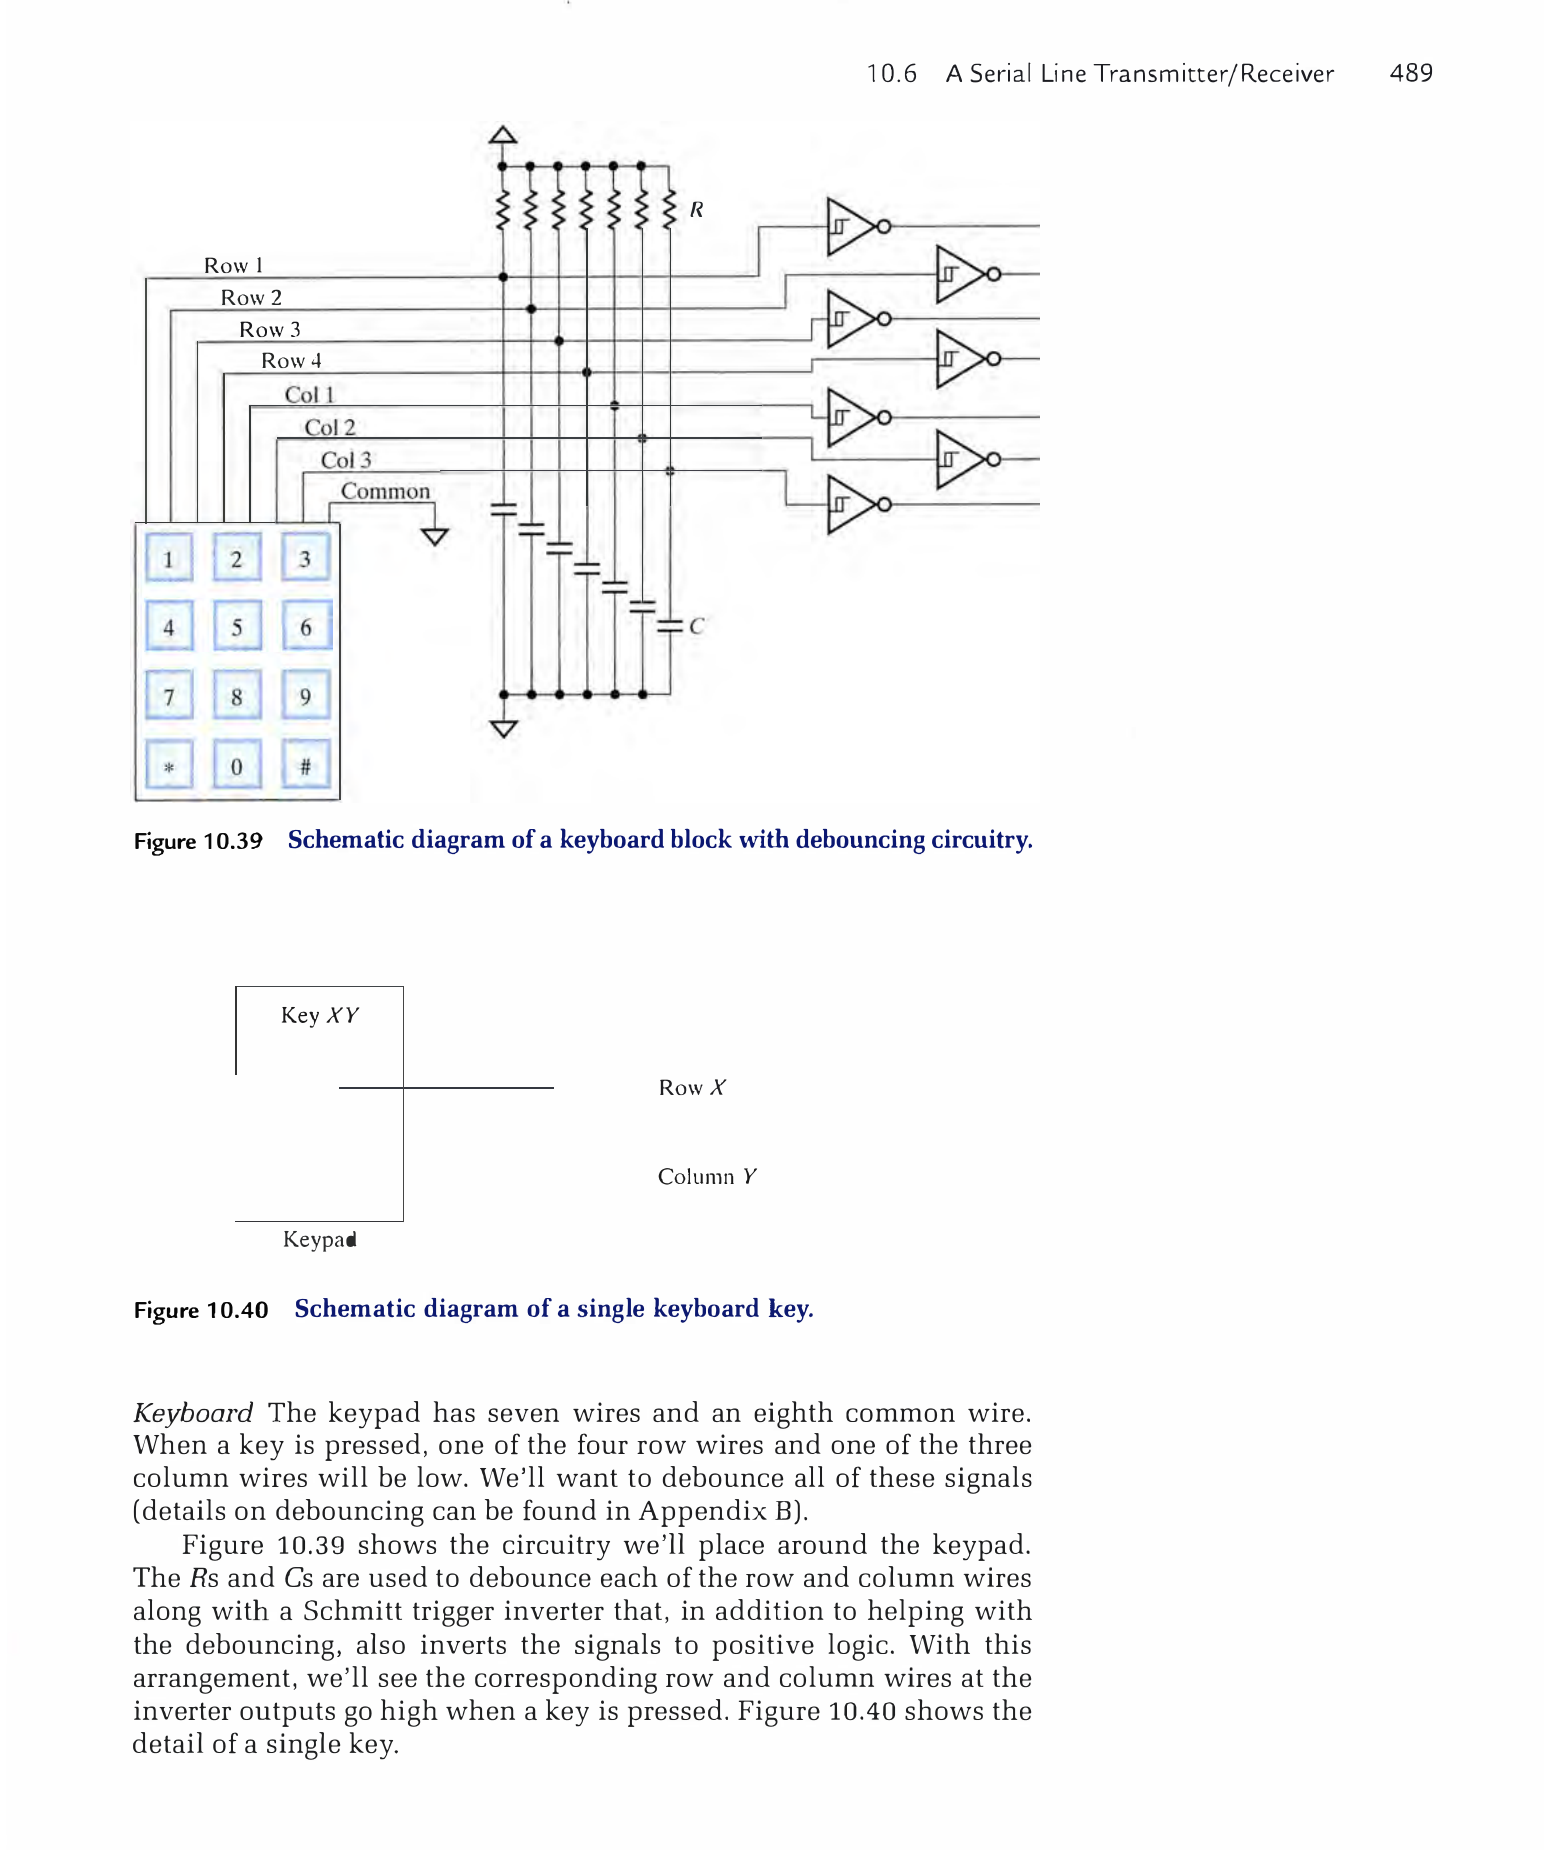 10.6 A Serial Line Transmitter/Receiver 489
R
Row 1
Row 2
Row 3
Row 4
Col 1
Col 2
Col 3
Common
1 2 3
4 5 6
C
7 8 9
* 0 #
Figure 10.39 Schematic diagram of a keyboard block with debouncing circuitry.
Key XY
Row X
Column Y
Keypad
Figure 10.40 Schematic diagram of a single keyboard key.
Keyboard The keypad has seven wires and an eighth common wire.
When a key is pressed, one of the four row wires and one of the three
column wires will be low. We'll want to debounce all of these signals
(details on debouncing can be found in Appendix B).
Figure 10.39 shows the circuitry we'll place around the keypad.
The Rs and Cs are used to debounce each of the row and column wires
along with a Schmitt trigger inverter that, in addition to helping with
the debouncing, also inverts the signals to positive logic. With this
arrangement, we'll see the corresponding row and column wires at the
inverter outputs go high when a key is pressed. Figure 10.40 shows the
detail of a single key.